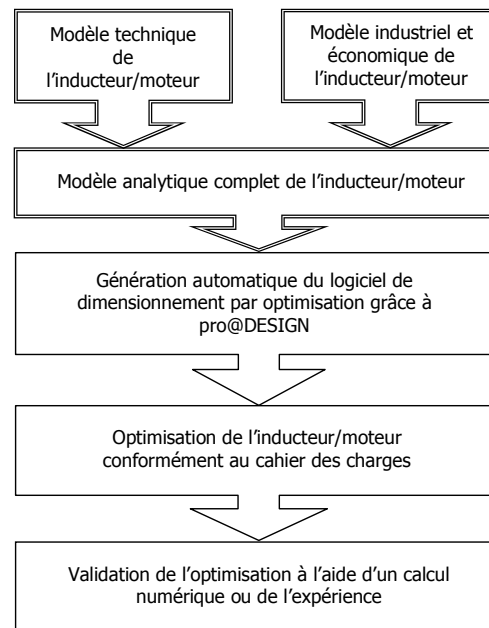 Modèle technique
de
l'inducteur/moteur
Modèle industriel et
économique de
l'inducteur/moteur
Modèle analytique complet de l'inducteur/moteur
Génération automatique du logiciel de
dimensionnement par optimisation grâce à
pro@DESIGN
Optimisation de l'inducteur/moteur
conformément au cahier des charges
Validation de l'optimisation à l'aide d'un calcul
numérique ou de l'expérience